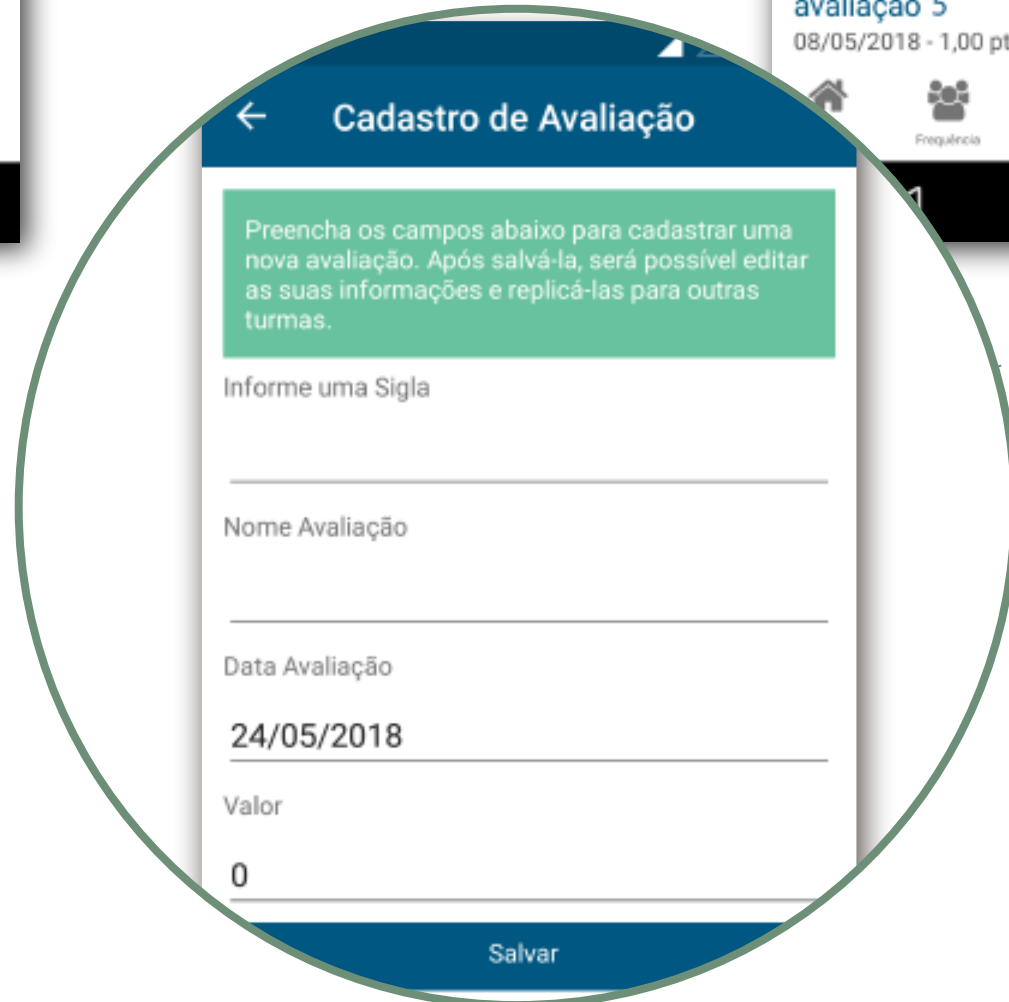 avaliação 5
08/05/2018 - 1,00 pt
Frequência
Cadastro de Avaliação
Preencha os campos abaixo para cadastrar uma
nova avaliação. Após salvá-la, será possível editar
as suas informações e replicá-las para outras
turmas.
Informe uma Sigla
Nome Avaliação
Data Avaliação
24/05/2018
Valor
0
Salvar